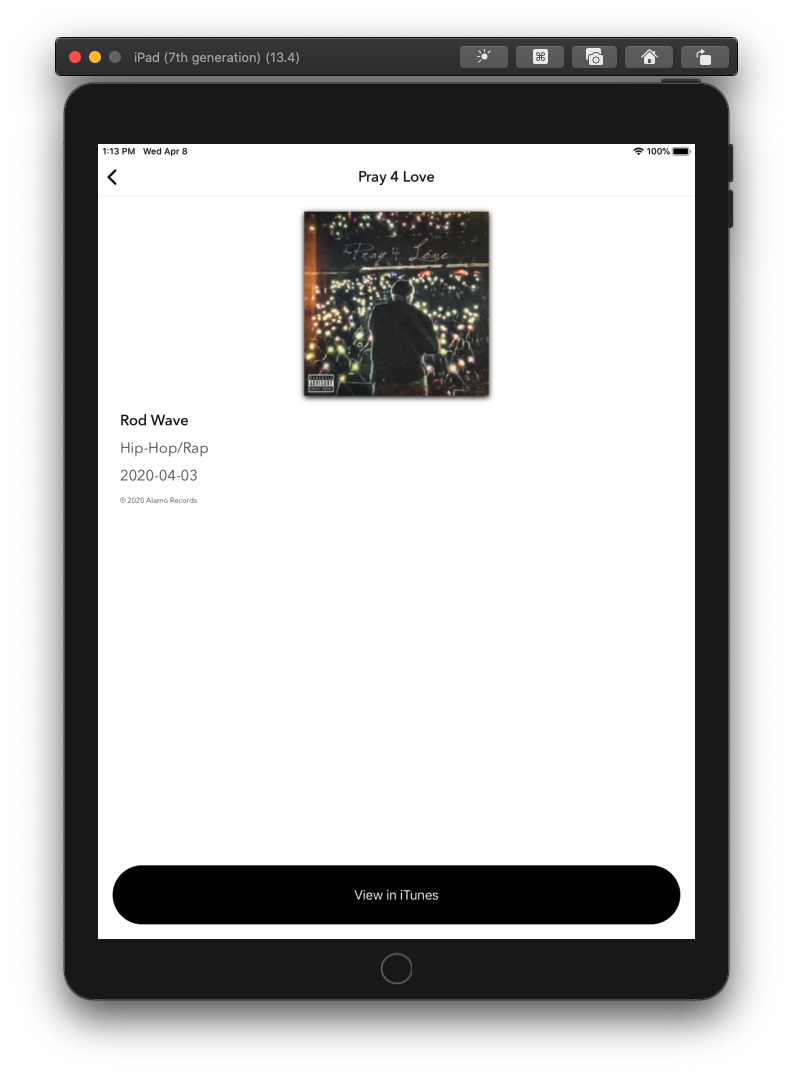 iPad (7th generation) (13.4)
1:13 PM Wed Apr 8
100%
Pray 4 Love
Pray 4 Love
Rod Wave
Hip-Hop/Rap
2020-04-03
℗ 2020 Alamo Records
View in iTunes